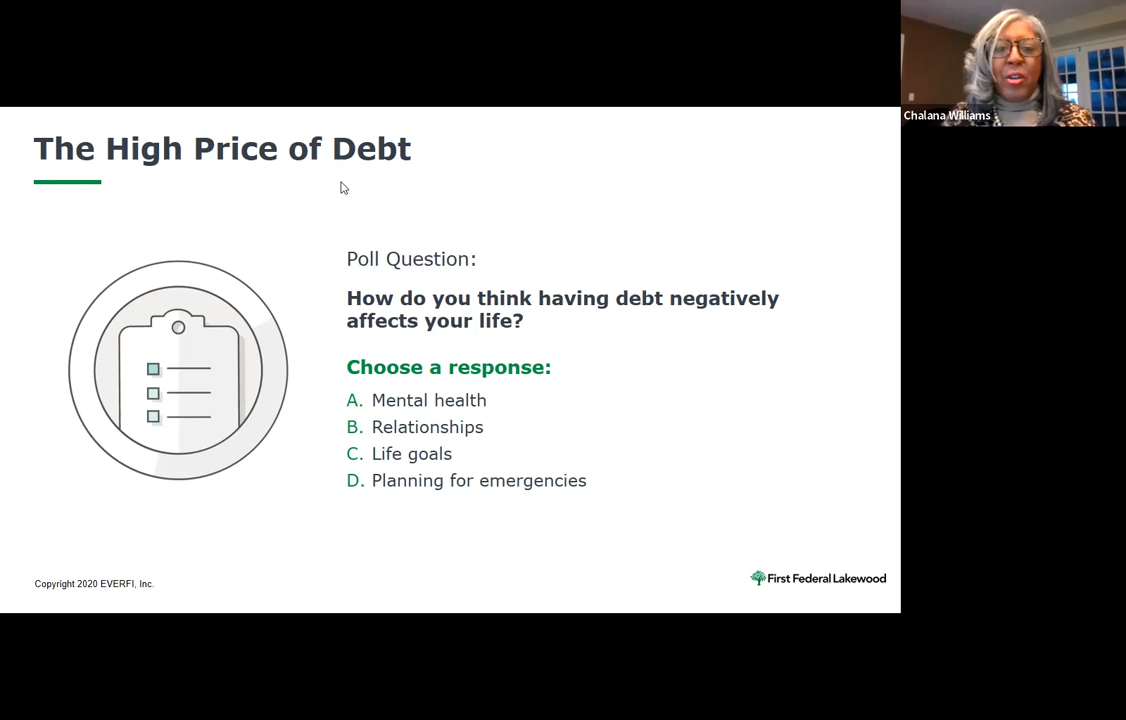 Chalana Williams
The High Price of Debt
Poll Question:
How do you think having debt negatively
affects your life?
Choose a response:
A. Mental health
B. Relationships
C. Life goals
D. Planning for emergencies
Copyright 2020 EVERFI, Inc.
First Federal Lakewood